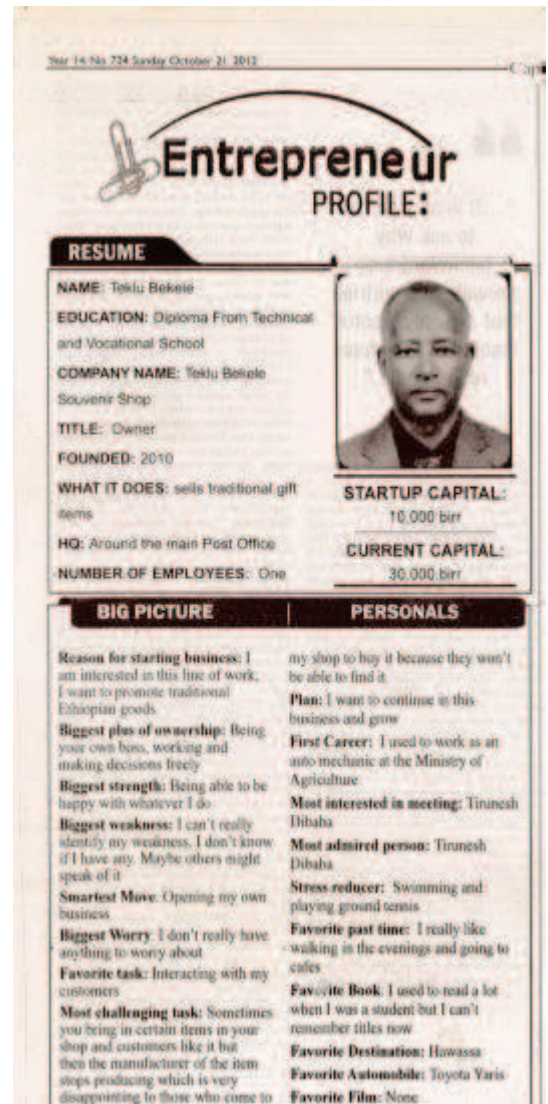 Year 14, No. 724 Sunday October 21, 2012
Cap
Entrepreneur
PROFILE:
RESUME
NAME: Teklu Bekele
EDUCATION: Diploma From Technical
and Vocational School
COMPANY NAME: Teklu Bekele
Souvenir Shop
TITLE: Owner
FOUNDED: 2010
WHAT IT DOES: sells traditional gift
items
HQ: Around the main Post Office
NUMBER OF EMPLOYEES: One
STARTUP CAPITAL:
10,000 birr
CURRENT CAPITAL:
30,000 birr
BIG PICTURE
Reason for starting business: I
am interested in this line of work;
I want to promote traditional
Ethiopian goods
Biggest plus of ownership: Being
your own boss, working and
making decisions freely
Biggest strength: Being able to be
happy with whatever I do
Biggest weakness: I can't really
identify my weakness, I don't know
if I have any. Maybe others might
speak of it
Smartest Move: Opening my own
business
Biggest Worry: I don't really have
anything to worry about
Favorite task: Interacting with my
customers
Most challenging task: Sometimes
you bring in certain items in your
shop and customers like it but
then the manufacturer of the item
stops producing which is very
disappointing to those who come to
PERSONALS
my shop to buy it because they won't
be able to find it
Plan: I want to continue in this
business and grow
First Career: I used to work as an
auto mechanic at the Ministry of
Agriculture
Most interested in meeting: Tirunesh
Dibaba
Most admired person: Tirunesh
Dibaba
Stress reducer: Swimming and
playing ground tennis
Favorite past time: I really like
walking in the evenings and going to
cafes
Favorite Book: I used to read a lot
when I was a student but I can't
remember titles now
Favorite Destination: Hawassa
Favorite Automobile: Toyota Yaris
Favorite Film: None